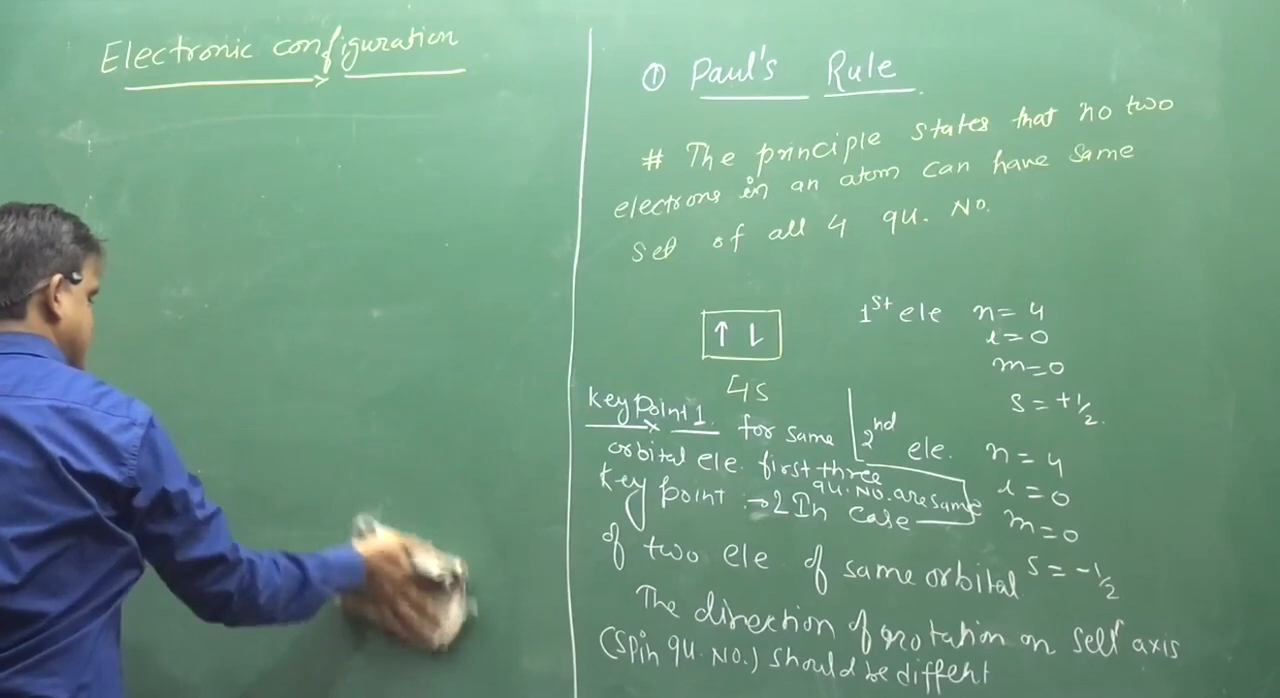 Electronic configuration
① Paul's Rule
# The principle states that no two
electrons in an atom can have same
set of all 4 qu. No.
1st ele n = 4
l = 0
m = 0
s = +1/2.
4s
Key Point 1. for same
orbital ele. first three
qu. No. are same
2nd ele. n = 4
l = 0
m = 0
s = -1/2
Key point :→ 2 In case
of two ele of same orbital
The direction of rotation on self axis
(Spin qu. No.) should be diffent